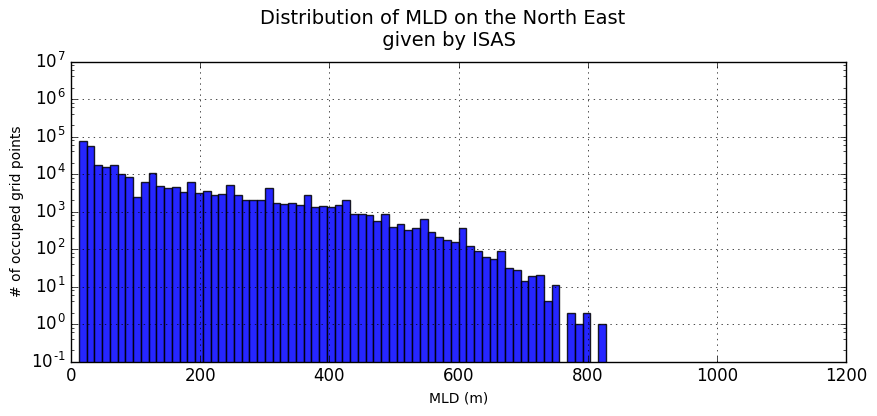 Distribution of MLD on the North East
given by ISAS
10^7
10^6
10^5
10^4
10^3
10^2
10^1
10^0
10^-1
# of occuped grid points
0 200 400 600 800 1000 1200
MLD (m)